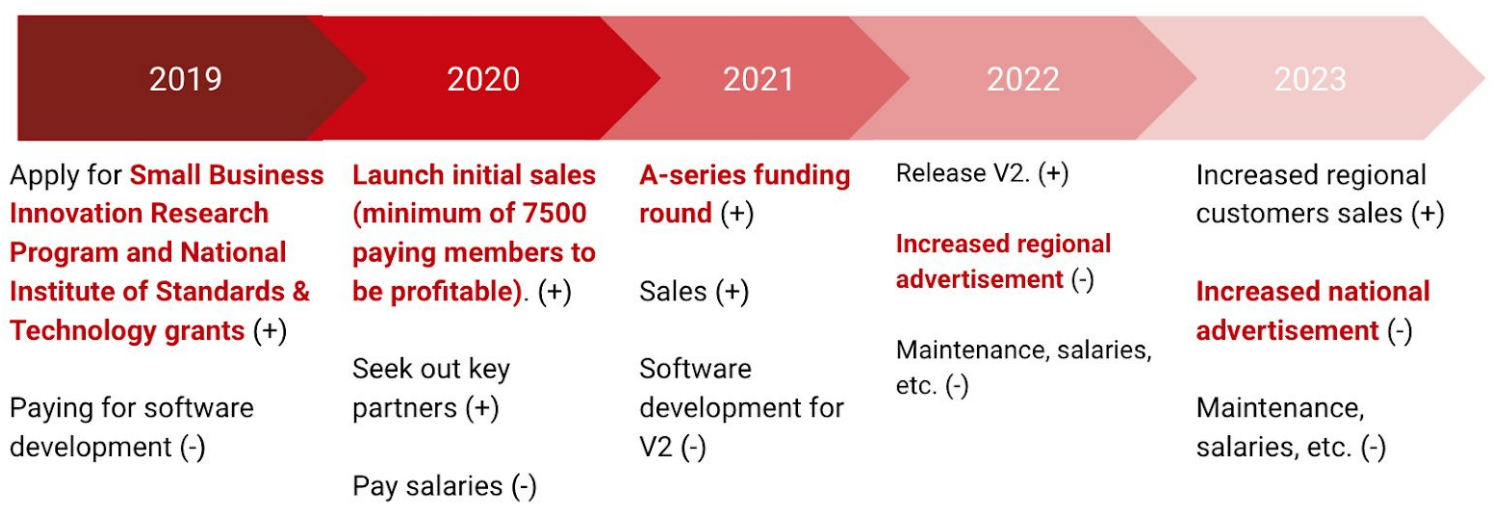 2019
2020
2021
2022
2023
Apply for Small Business
Innovation Research
Program and National
Institute of Standards &
Technology grants (+)
Paying for software
development (-)
Launch initial sales
(minimum of 7500
paying members to
be profitable). (+)
Seek out key
partners (+)
Pay salaries (-)
A-series funding
round (+)
Sales (+)
Software
development for
V2 (-)
Release V2. (+)
Increased regional
advertisement (-)
Maintenance, salaries,
etc. (-)
Increased regional
customers sales (+)
Increased national
advertisement (-)
Maintenance,
salaries, etc. (-)